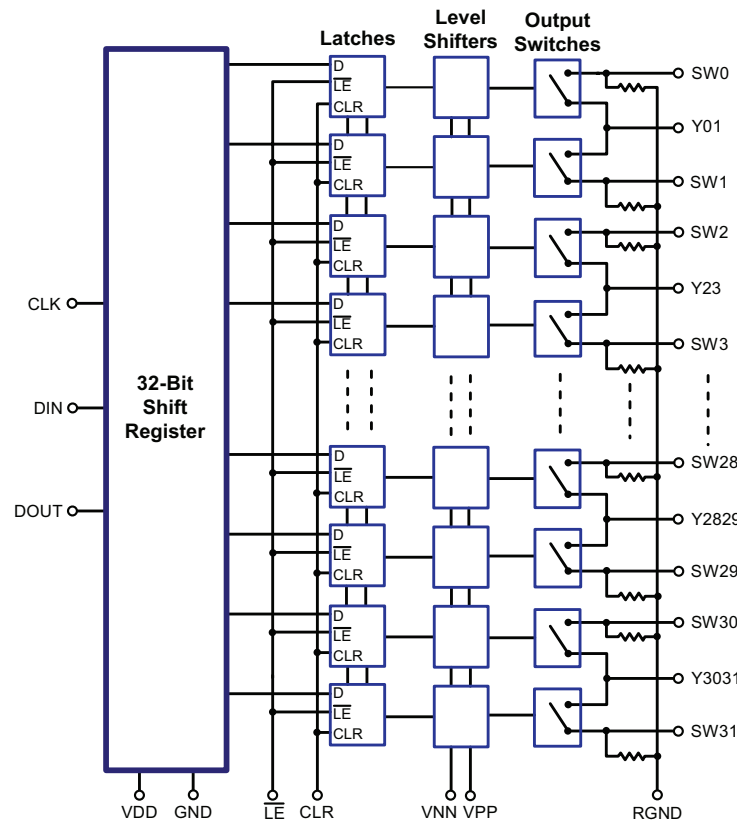 Latches
Level
Shifters
Output
Switches
D
LE
CLR
SW0
Y01
D
LE
CLR
SW1
D
LE
CLR
SW2
Y23
CLK
D
LE
CLR
SW3
32-Bit
Shift
Register
DIN
DOUT
D
LE
CLR
SW28
Y2829
D
LE
CLR
SW29
D
LE
CLR
SW30
Y3031
D
LE
CLR
SW31
VDD
GND
LE
CLR
VNN
VPP
RGND